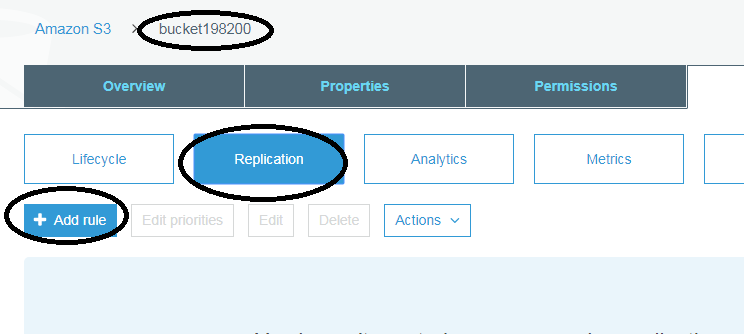 Amazon S3 > bucket198200
Overview Properties Permissions
Lifecycle Replication Analytics Metrics
+ Add rule Edit priorities Edit Delete Actions